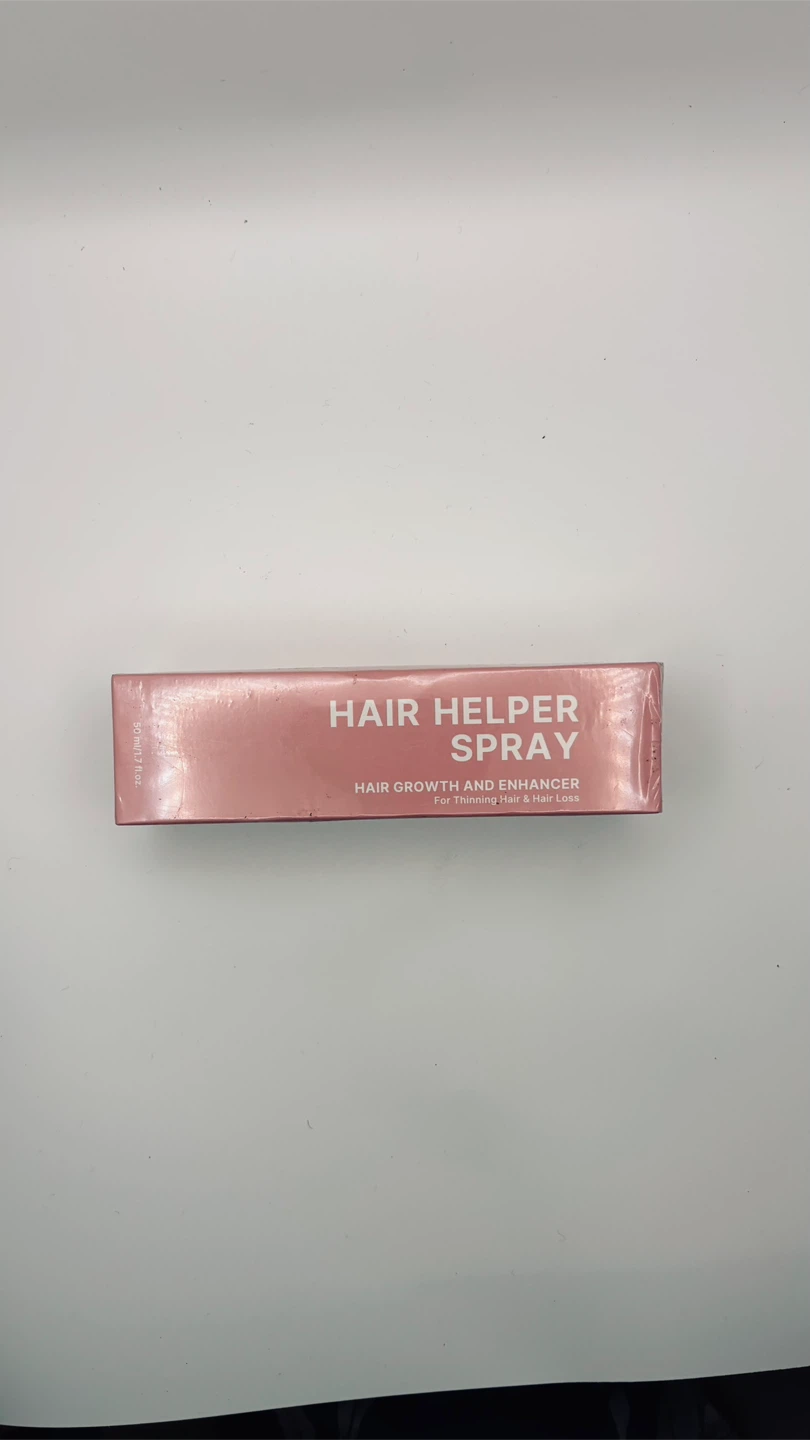 HAIR HELPER
SPRAY
HAIR GROWTH AND ENHANCER
For Thinning Hair & Hair Loss
50 ml/1.7 fl.oz.